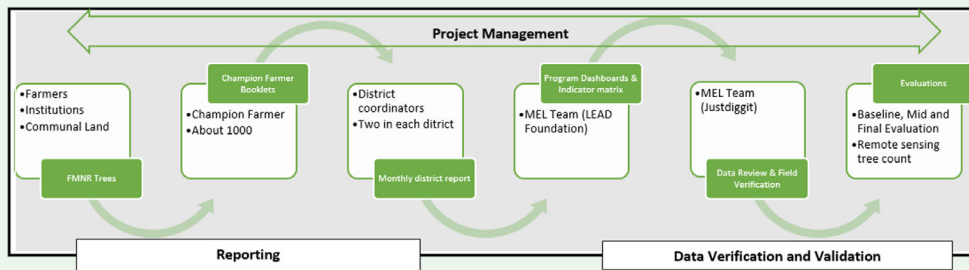 Project Management
•Farmers
•Institutions
•Communal Land
FMNR Trees
Champion Farmer
Booklets
•Champion Farmer
•About 1000
•District
coordinators
•Two in each ditrict
Monthly district report
Program Dashboards &
Indicator matrix
•MEL Team (LEAD
Foundation)
•MEL Team
(Justdiggit)
Data Review & Field
Verification
Evaluations
•Baseline, Mid and
Final Evaluation
•Remote sensing
tree count
Reporting
Data Verification and Validation